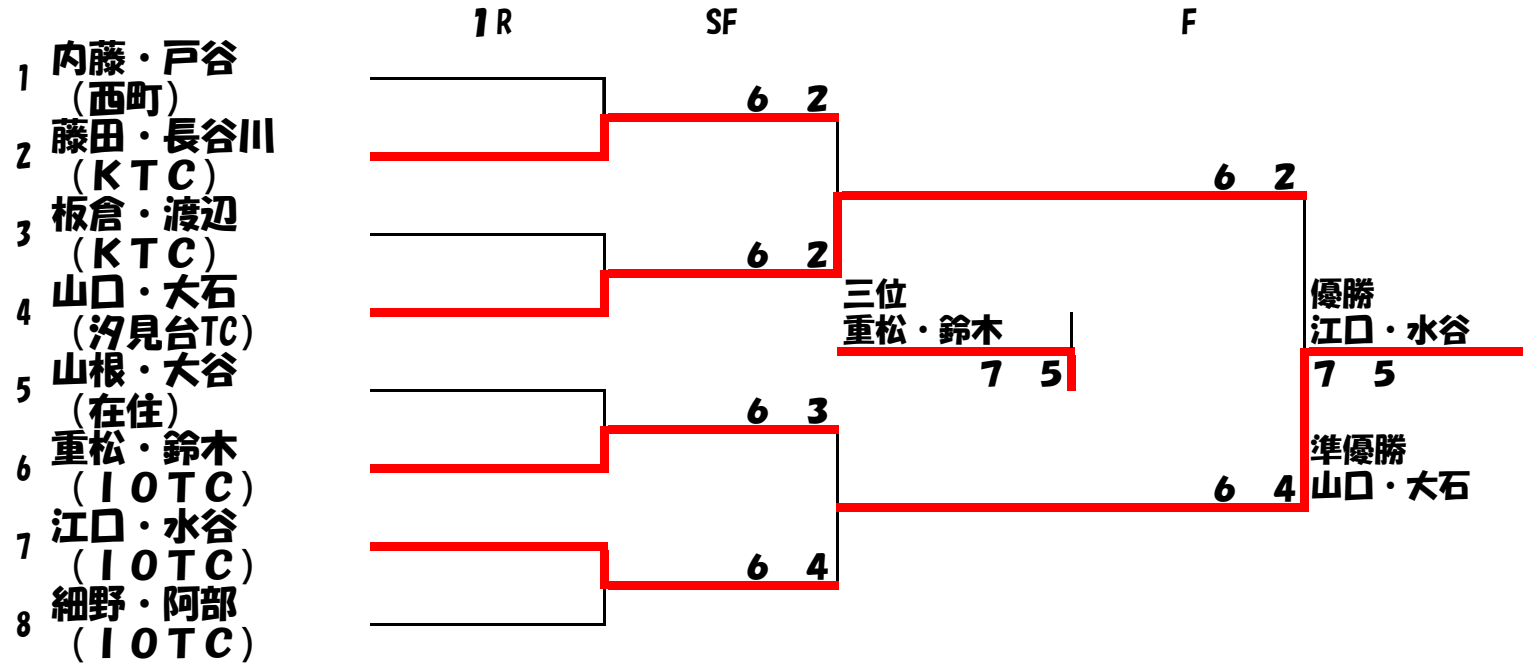 1R SF F
1 内藤・戸谷
（西町）
6 2
2 藤田・長谷川
（KTC）
6 2
3 板倉・渡辺
（KTC）
6 2
4 山口・大石
（汐見台TC）
三位
重松・鈴木
7 5
優勝
江口・水谷
7 5
5 山根・大谷
（在住）
6 3
6 重松・鈴木
（IOTC）
準優勝
山口・大石
6 4
7 江口・水谷
（IOTC）
6 4
8 細野・阿部
（IOTC）